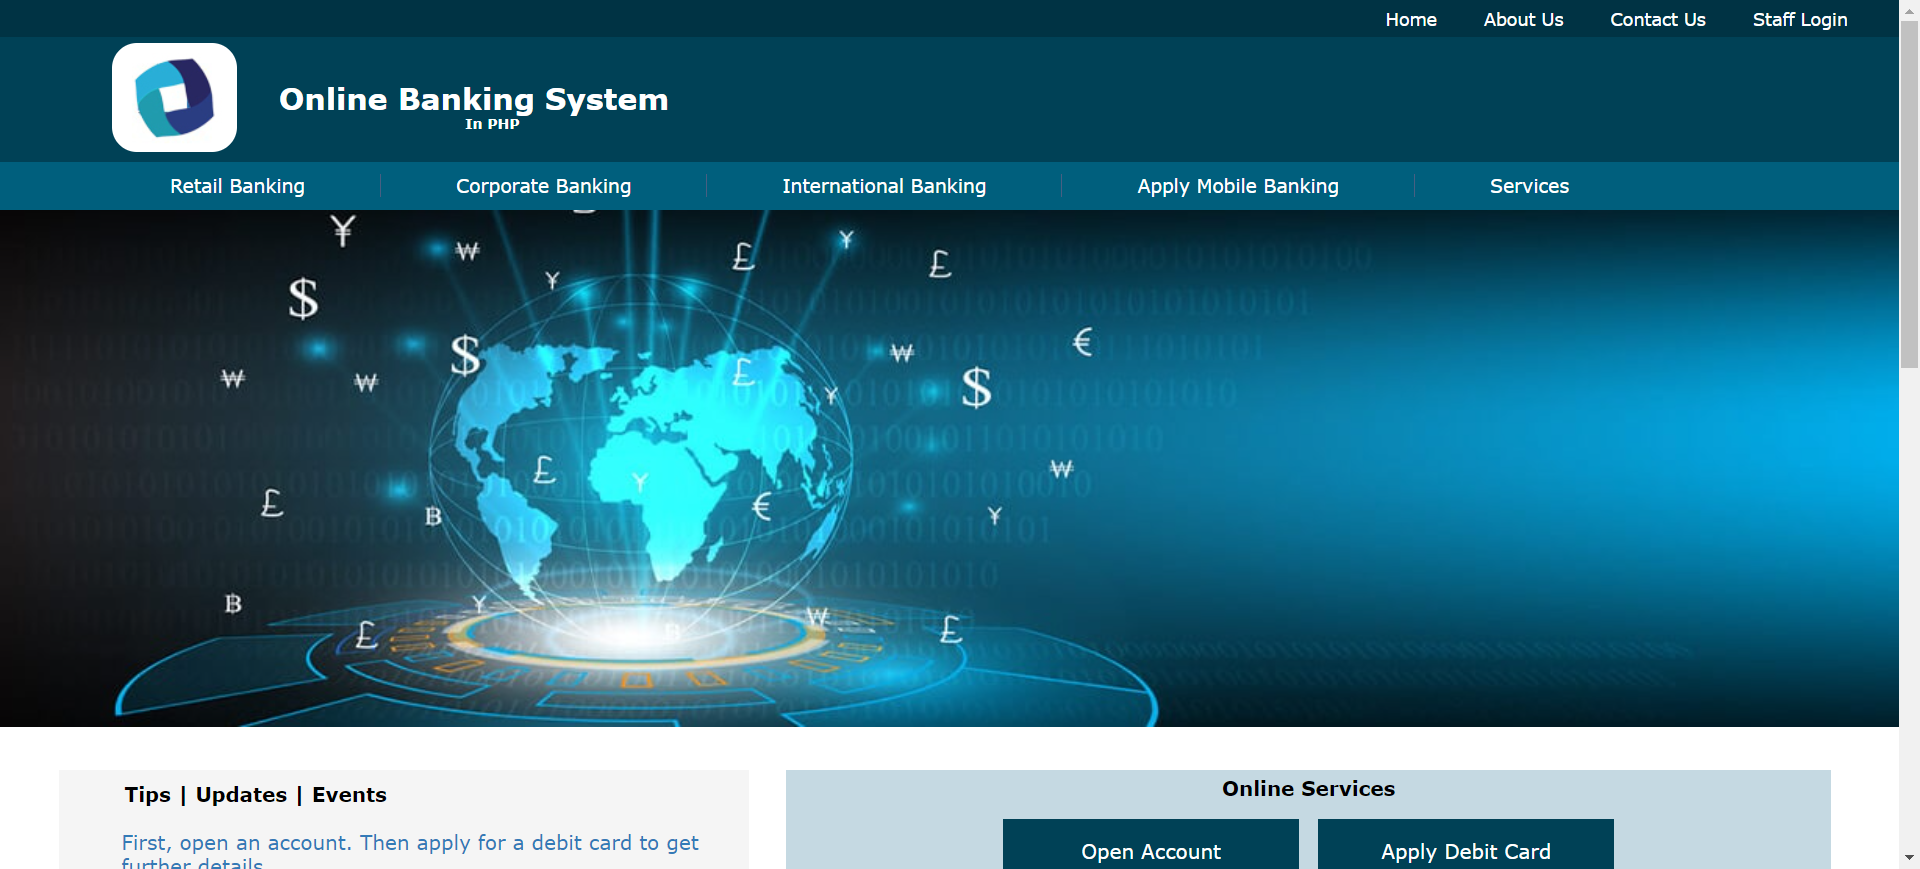 Home About Us Contact Us Staff Login
Online Banking System
In PHP
Retail Banking Corporate Banking International Banking Apply Mobile Banking Services
Tips | Updates | Events
First, open an account. Then apply for a debit card to get
further details
Online Services
Open Account Apply Debit Card